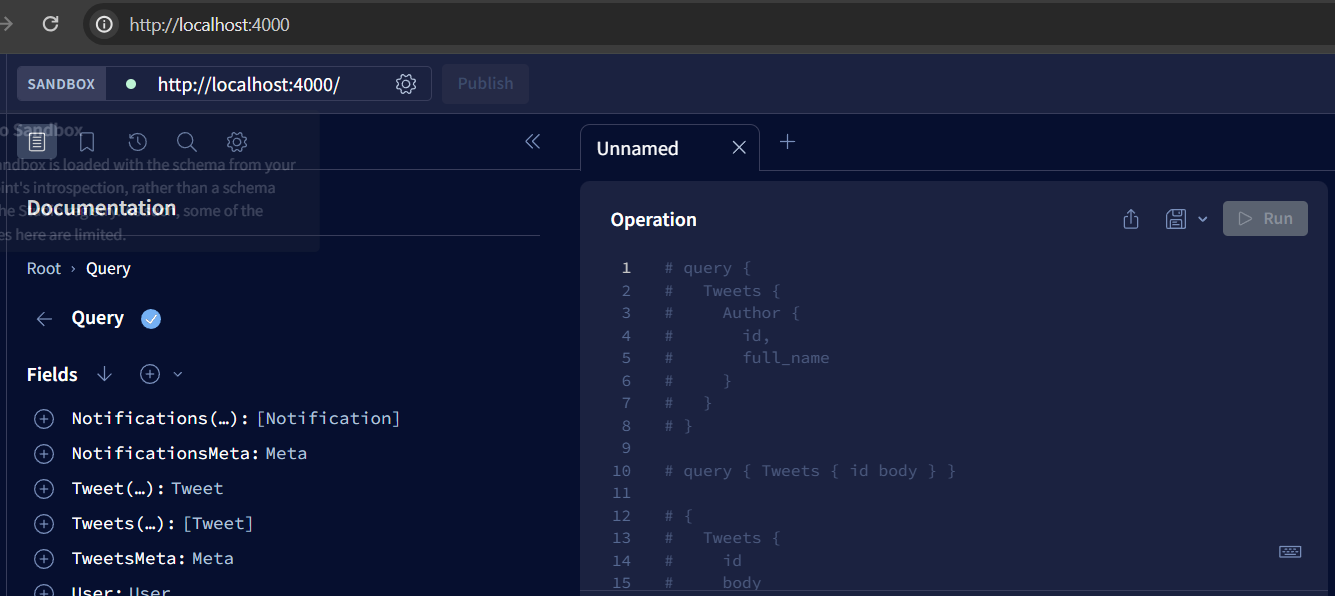 http://localhost:4000
SANDBOX http://localhost:4000/ Publish
o Sandbox
andbox is loaded with the schema from your
int's introspection, rather than a schema
he
, some of the
es here are limited.
Documentation
Root › Query
Query
Fields
Notifications(…): [Notification]
NotificationsMeta: Meta
Tweet(…): Tweet
Tweets(…): [Tweet]
TweetsMeta: Meta
User: User
Unnamed
Operation
Run
1 # query {
2 #   Tweets {
3 #     Author {
4 #       id,
5 #       full_name
6 #     }
7 #   }
8 # }
9
10 # query { Tweets { id body } }
11
12 # {
13 #   Tweets {
14 #     id
15 #     body